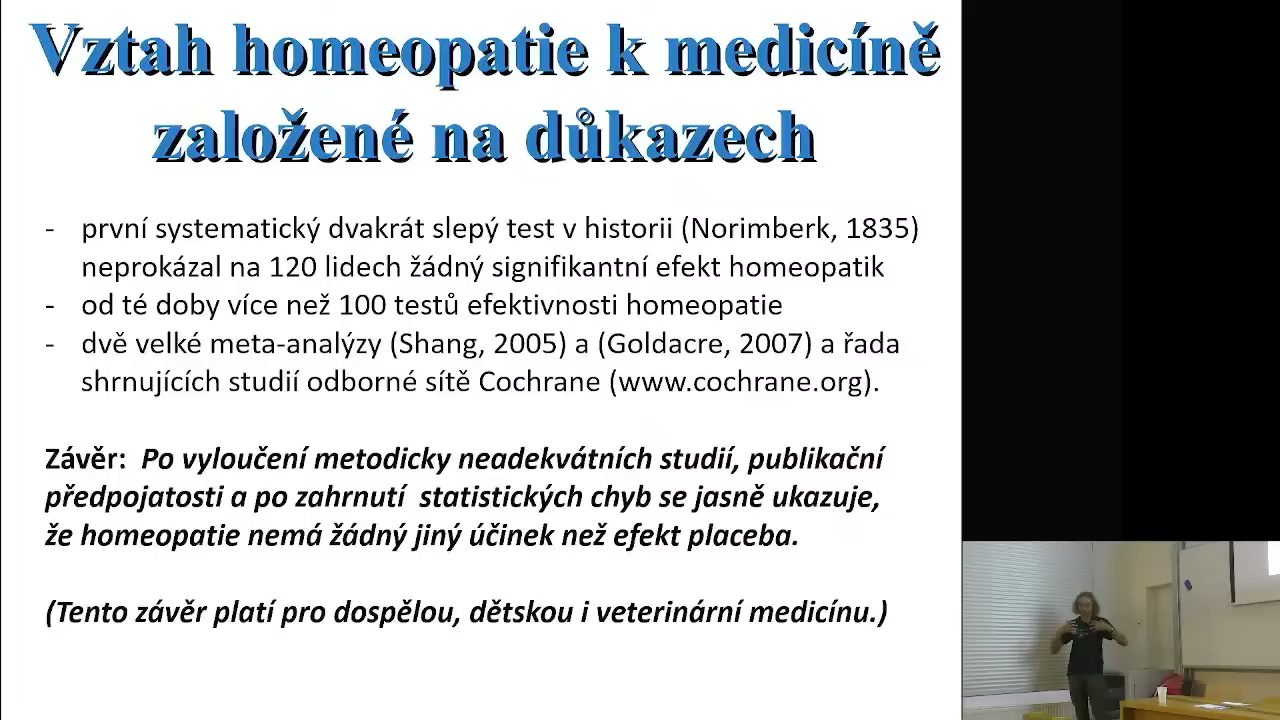 Vztah homeopatie k medicíně
založené na důkazech
- první systematický dvakrát slepý test v historii (Norimberk, 1835)
neprokázal na 120 lidech žádný signifikantní efekt homeopatik
- od té doby více než 100 testů efektivnosti homeopatie
- dvě velké meta-analýzy (Shang, 2005) a (Goldacre, 2007) a řada
shrnujících studií odborné sítě Cochrane (www.cochrane.org).
Závěr: Po vyloučení metodicky neadekvátních studií, publikační
předpojatosti a po zahrnutí statistických chyb se jasně ukazuje,
že homeopatie nemá žádný jiný účinek než efekt placeba.
(Tento závěr platí pro dospělou, dětskou i veterinární medicínu.)